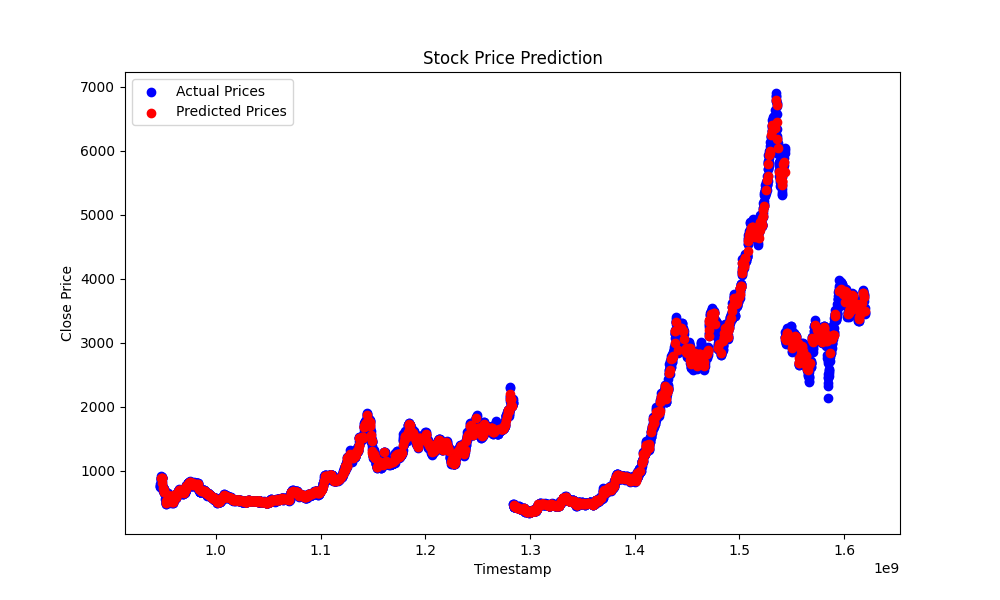 Stock Price Prediction
Actual Prices
Predicted Prices
7000
6000
5000
4000
3000
2000
1000
Close Price
1.0 1.1 1.2 1.3 1.4 1.5 1.6
1e9
Timestamp